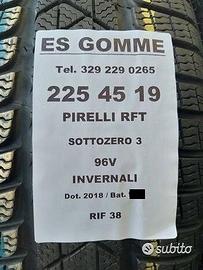 ES GOMME
Tel. 329 229 0265
225 45 19
PIRELLI RFT
SOTTOZERO 3
96V
INVERNALI
Dot. 2018 / Bat.
RIF 38
subito